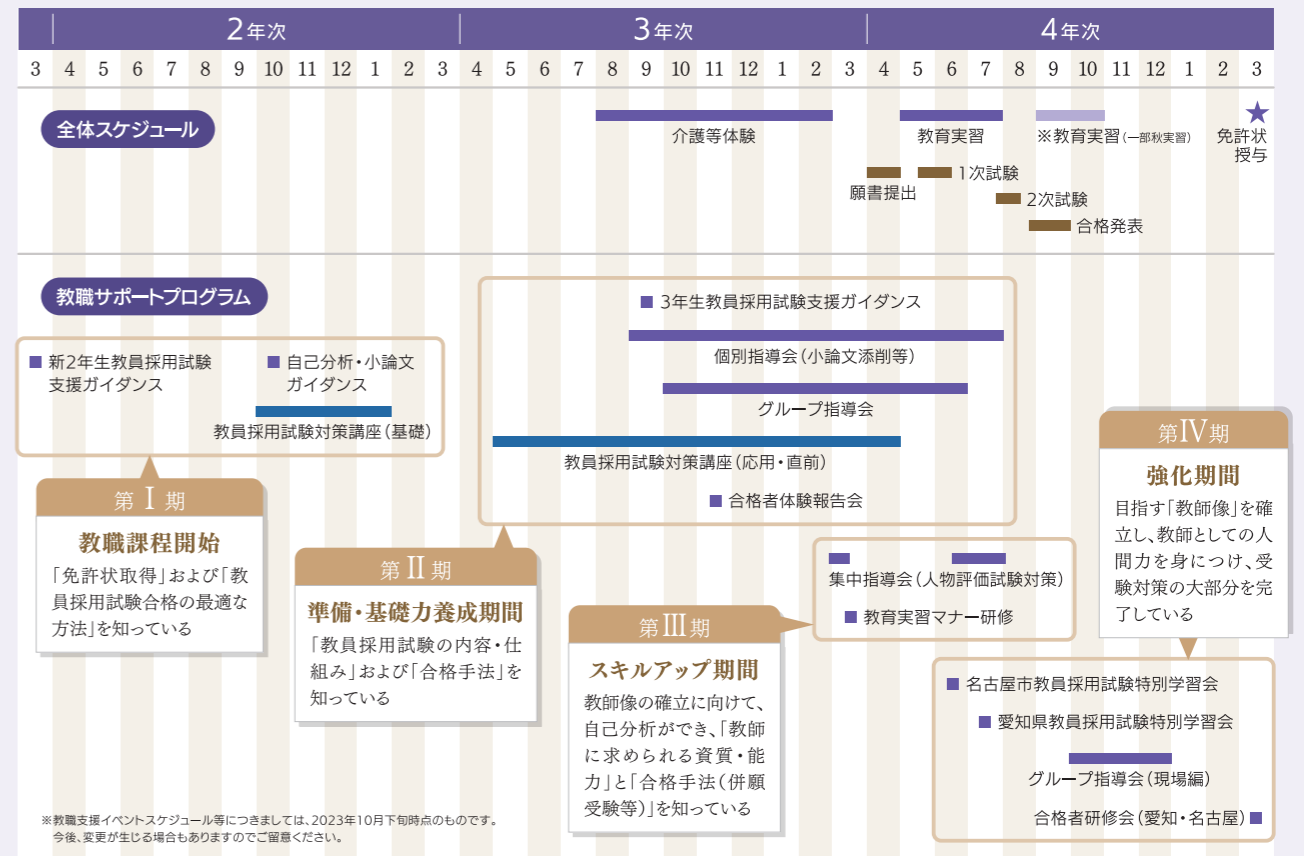 2年次 3年次 4年次
3 4 5 6 7 8 9 10 11 12 1 2 3 4 5 6 7 8 9 10 11 12 1 2 3 4 5 6 7 8 9 10 11 12 1 2 3
全体スケジュール
介護等体験
教育実習
※教育実習(一部秋実習)
免許状
授与
願書提出
1次試験
2次試験
合格発表
教職サポートプログラム
新2年生教員採用試験
支援ガイダンス
自己分析・小論文
ガイダンス
教員採用試験対策講座(基礎)
3年生教員採用試験支援ガイダンス
個別指導会(小論文添削等)
グループ指導会
教員採用試験対策講座(応用・直前)
合格者体験報告会
第Ⅰ期
教職課程開始
「免許状取得」および「教
員採用試験合格の最適な
方法」を知っている
第Ⅱ期
準備・基礎力養成期間
「教員採用試験の内容・仕
組み」および「合格手法」を
知っている
集中指導会(人物評価試験対策)
教育実習マナー研修
第Ⅲ期
スキルアップ期間
教師像の確立に向けて、
自己分析ができ、「教師
に求められる資質・能
力」と「合格手法(併願
受験等)」を知っている
第Ⅳ期
強化期間
目指す「教師像」を確
立し、教師としての人
間力を身につけ、受
験対策の大部分を完
了している
名古屋市教員採用試験特別学習会
愛知県教員採用試験特別学習会
グループ指導会(現場編)
合格者研修会(愛知・名古屋)
※教職支援イベントスケジュール等につきましては、2023年10月下旬時点のものです。
今後、変更が生じる場合もありますのでご留意ください。